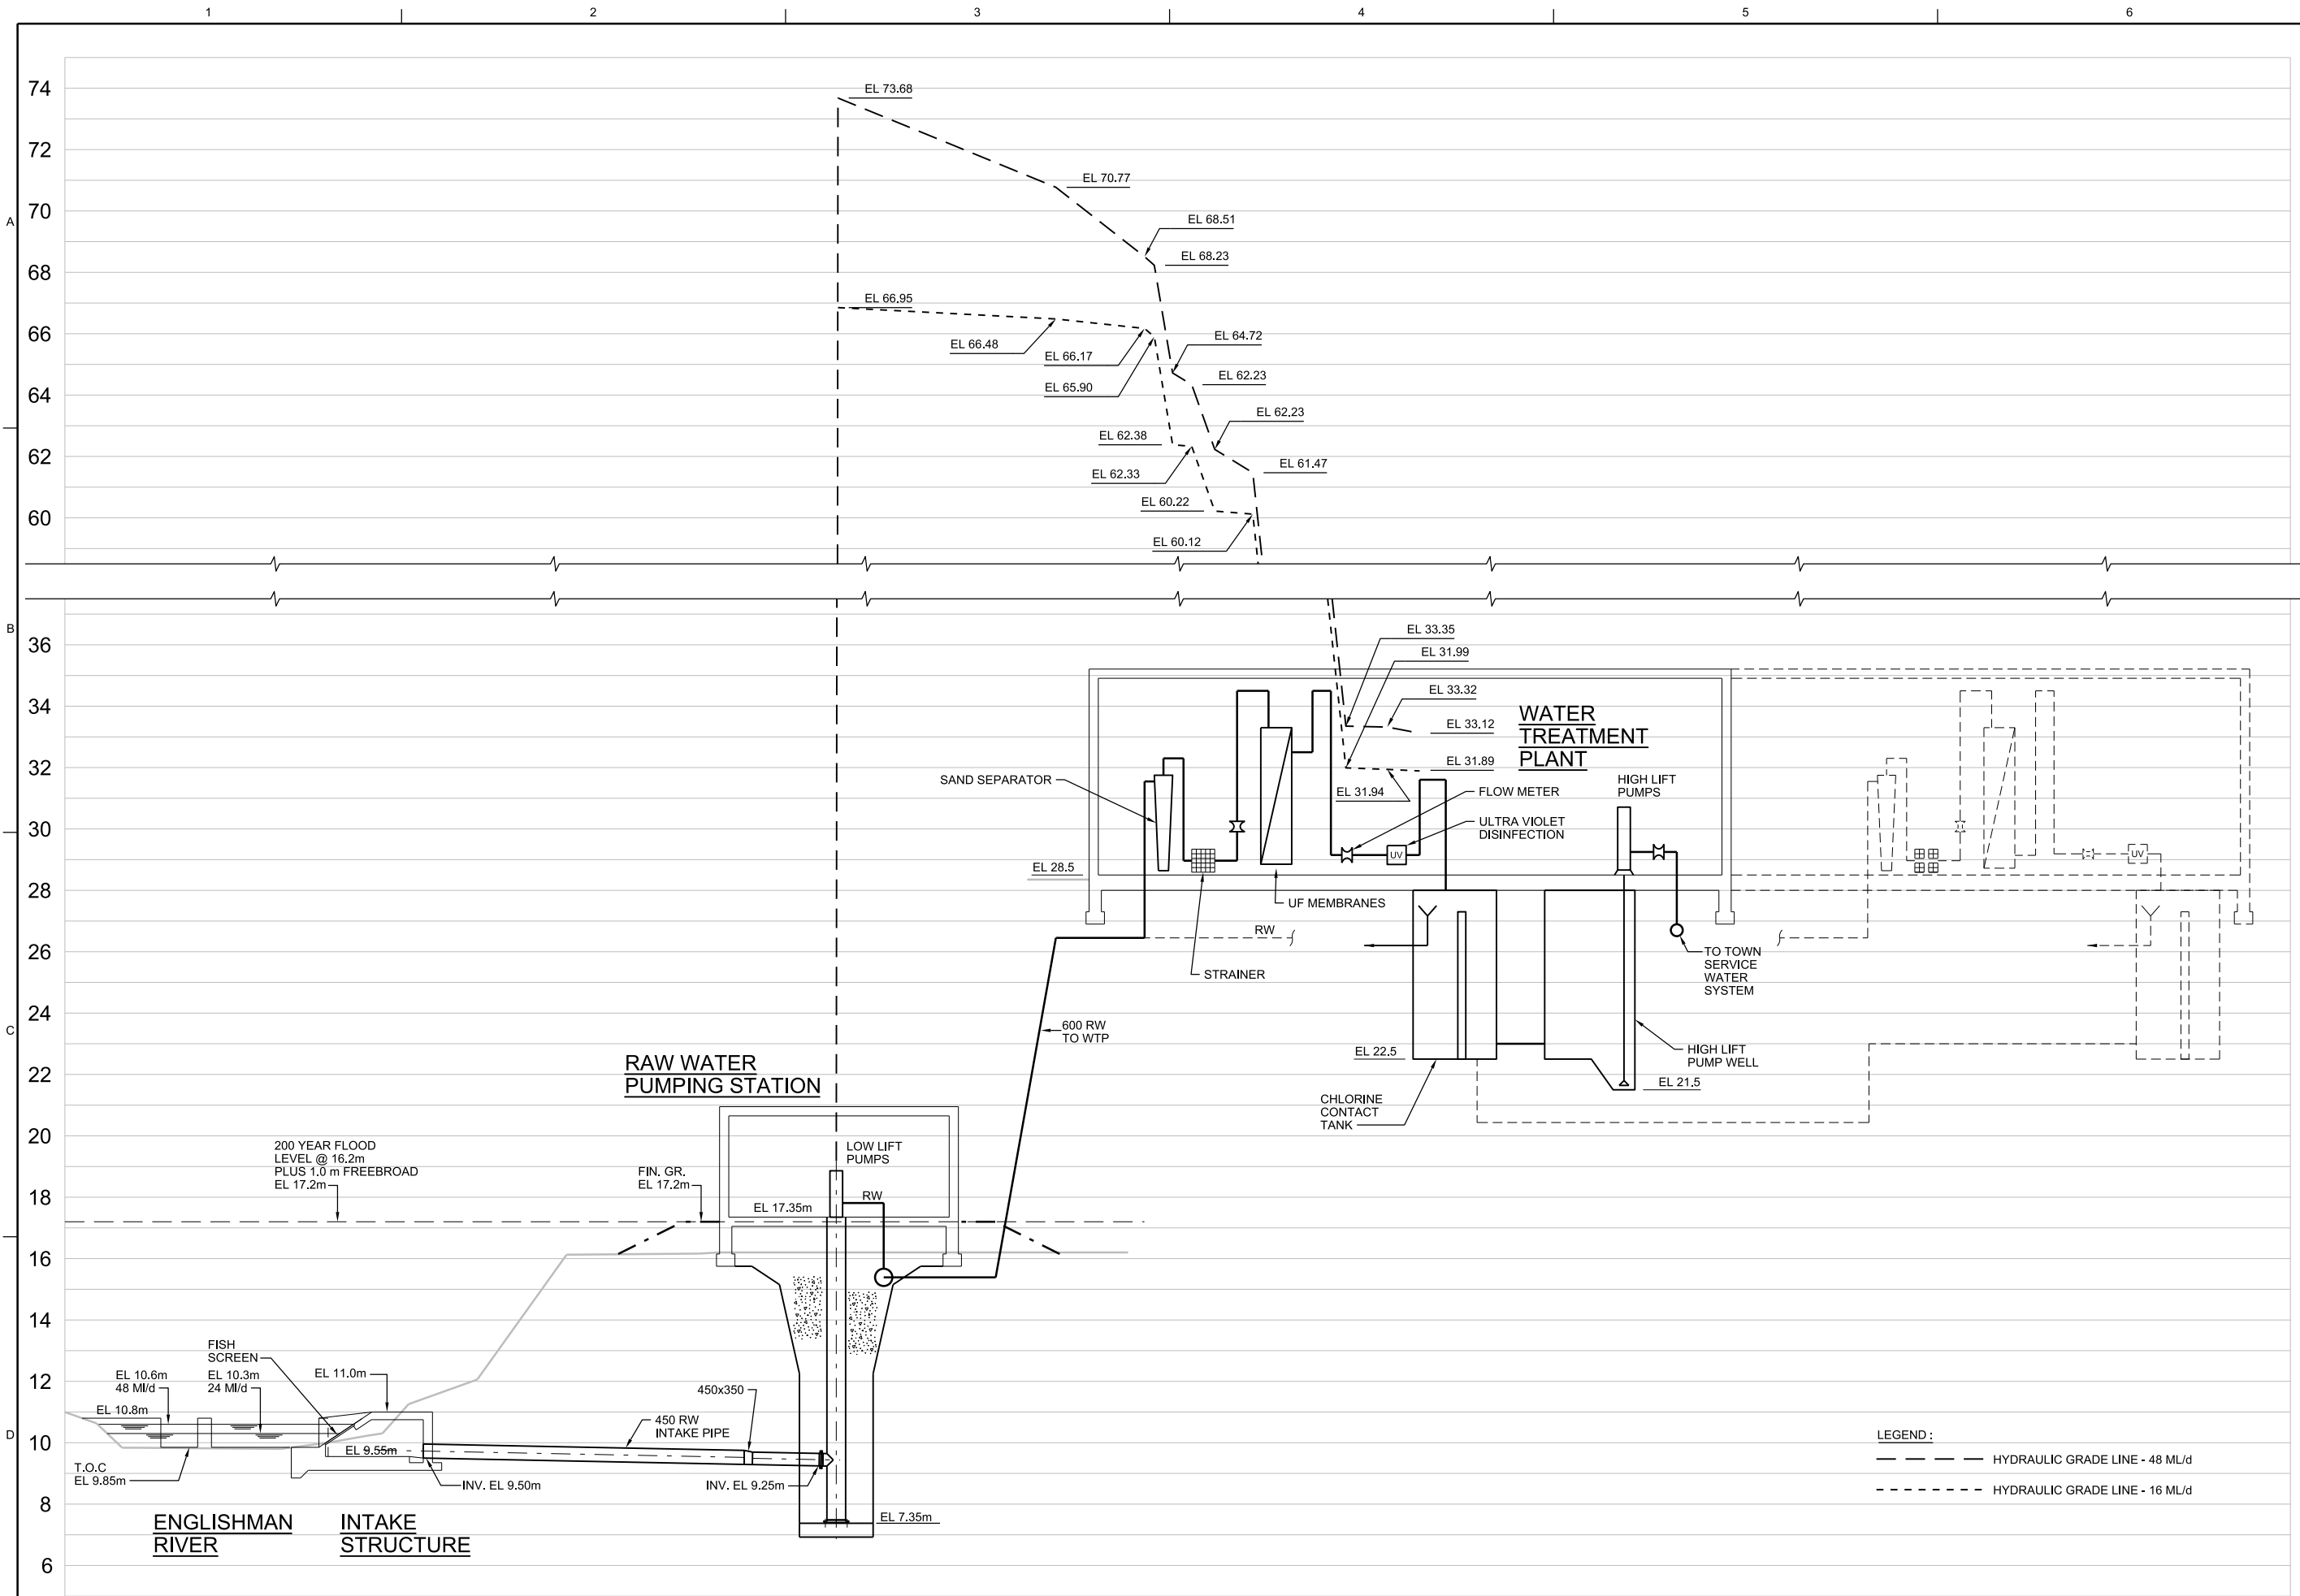 1 2 3 4 5 6
74
72
70
68
66
64
62
60
36
34
32
30
28
26
24
22
20
18
16
14
12
10
8
6
A
B
C
D
EL 73.68
EL 70.77
EL 68.51
EL 68.23
EL 66.95
EL 66.48
EL 66.17
EL 65.90
EL 64.72
EL 62.23
EL 62.23
EL 62.38
EL 62.33
EL 61.47
EL 60.22
EL 60.12
EL 33.35
EL 31.99
EL 33.32
EL 33.12
EL 31.89
EL 31.94
WATER
TREATMENT
PLANT
SAND SEPARATOR
FLOW METER
ULTRA VIOLET
DISINFECTION
UV
HIGH LIFT
PUMPS
UV
EL 28.5
UF MEMBRANES
RW
STRAINER
TO TOWN
SERVICE
WATER
SYSTEM
600 RW
TO WTP
EL 22.5
HIGH LIFT
PUMP WELL
EL 21.5
CHLORINE
CONTACT
TANK
RAW WATER
PUMPING STATION
200 YEAR FLOOD
LEVEL @ 16.2m
PLUS 1.0 m FREEBROAD
EL 17.2m
FIN. GR.
EL 17.2m
LOW LIFT
PUMPS
RW
EL 17.35m
FISH
SCREEN
EL 10.6m
48 Ml/d
EL 10.3m
24 Ml/d
EL 11.0m
EL 10.8m
450x350
450 RW
INTAKE PIPE
EL 9.55m
T.O.C
EL 9.85m
INV. EL 9.50m
INV. EL 9.25m
EL 7.35m
ENGLISHMAN
RIVER
INTAKE
STRUCTURE
LEGEND :
HYDRAULIC GRADE LINE - 48 ML/d
HYDRAULIC GRADE LINE - 16 ML/d